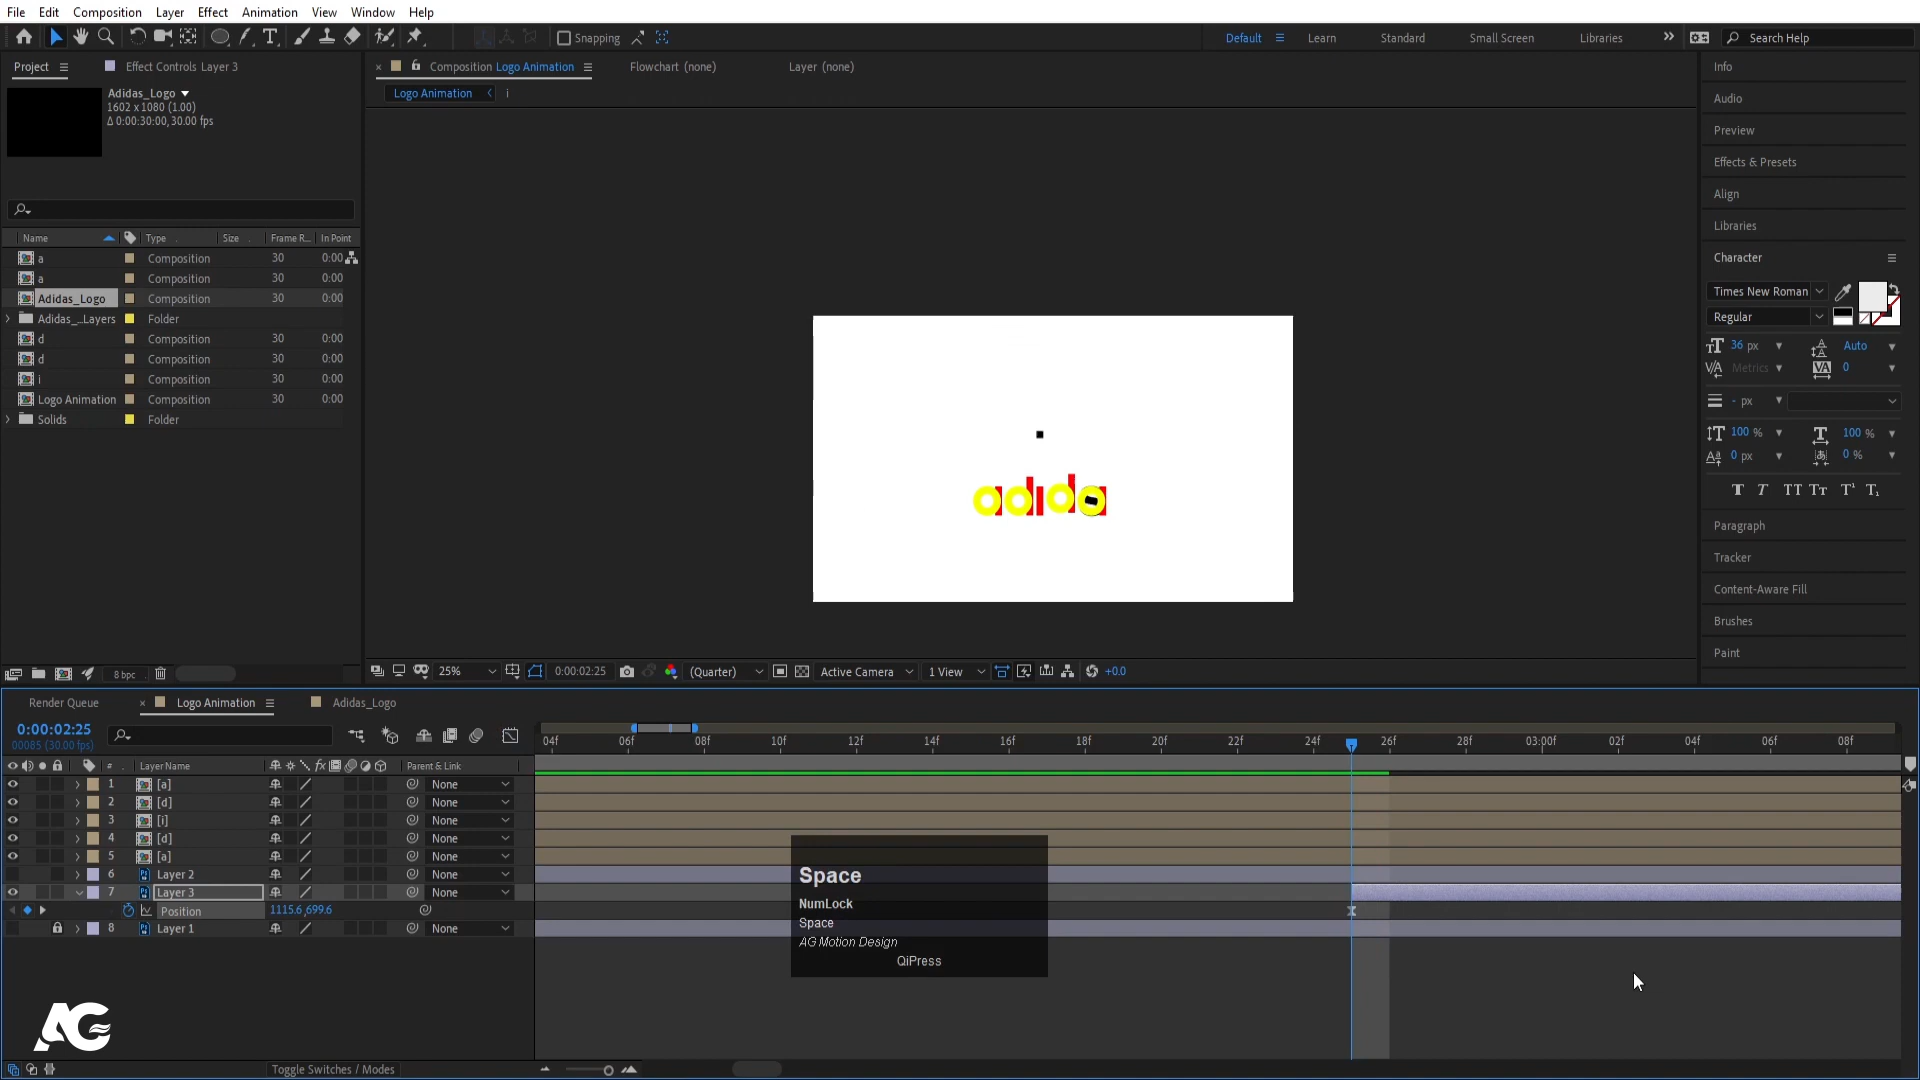 File Edit Composition Layer Effect Animation View Window Help
Snapping Default Learn Standard Small Screen Libraries Search Help
Project Effect Controls Layer 3 Composition Logo Animation Flowchart (none) Layer (none)
Logo Animation i
Adidas_Logo
1602 x 1080 (1.00)
Δ 0:00:30:00, 30.00 fps
Name Type Size Frame R... In Point
a Composition 30 0:00
a Composition 30 0:00
Adidas_Logo Composition 30 0:00
Adidas_...Layers Folder
d Composition 30 0:00
d Composition 30 0:00
i Composition 30 0:00
Logo Animation Composition 30 0:00
Solids Folder
adida
Info
Audio
Preview
Effects & Presets
Align
Libraries
Character
Times New Roman
Regular
36 px Auto
Metrics 0
- px
100 % 100 %
0 px 0 %
T T TT Tт T¹ T₁
Paragraph
Tracker
Content-Aware Fill
Brushes
Paint
8 bpc 25% 0:00:02:25 (Quarter) Active Camera 1 View +0.0
Render Queue Logo Animation Adidas_Logo
0:00:02:25
00085 (30.00 fps)
04f 06f 08f 10f 12f 14f 16f 18f 20f 22f 24f 26f 28f 03:00f 02f 04f 06f 08f
# Layer Name Parent & Link
1 [a] None
2 [d] None
3 [i] None
4 [d] None
5 [a] None
6 Layer 2 None
7 Layer 3 None
Position 1115.6,699.6
8 Layer 1 None
Space
NumLock
Space
AG Motion Design
QiPress
AG
Toggle Switches / Modes